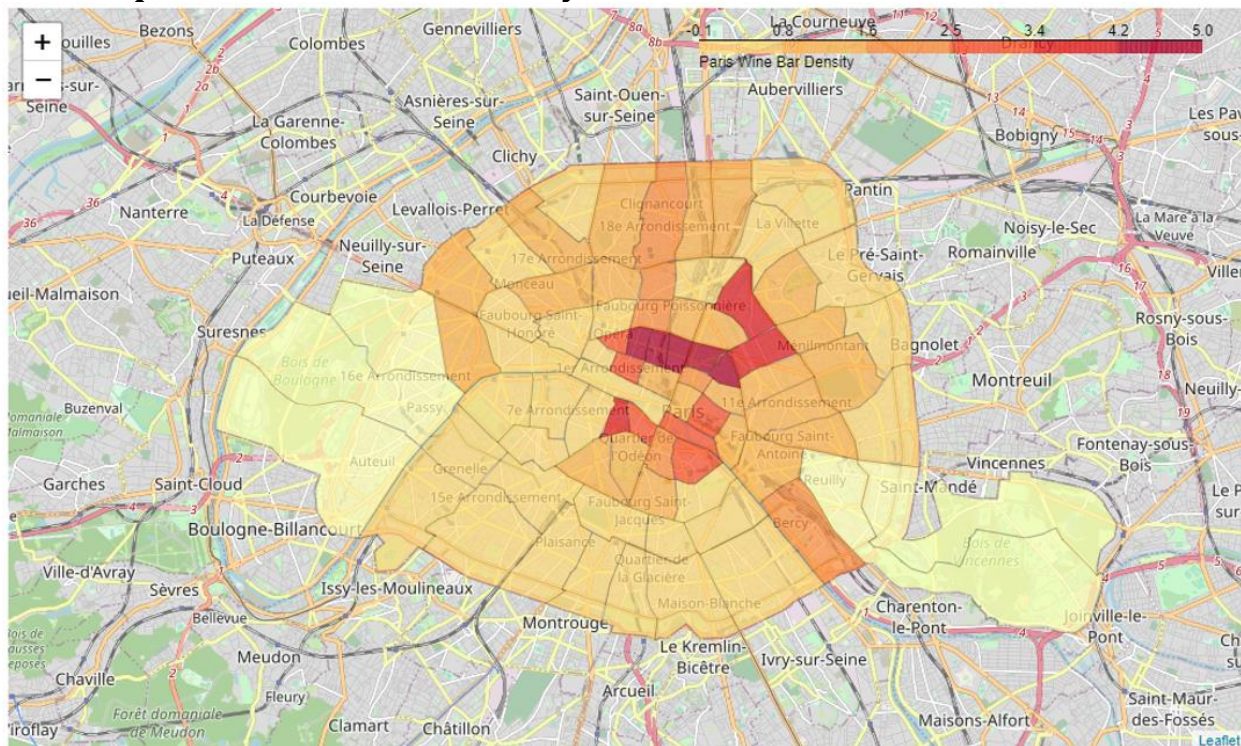 +
−
-0.1 0.8 1.6 2.5 3.4 4.2 5.0
Paris Wine Bar Density
Bezons
Colombes
Gennevilliers
La Courneuve
Drancy
Seine
La Garenne-
Colombes
Asnières-sur-
Seine
Saint-Ouen-
sur-Seine
Aubervilliers
Bobigny
Clichy
Courbevoie
Nanterre
La Défense
Levallois-Perret
Pantin
Noisy-le-Sec
La Mare à la
Veuve
Puteaux
Neuilly-sur-
Seine
Clignancourt
18e Arrondissement
La Villette
Le Pré-Saint-
Gervais
Romainville
17e Arrondissement
Monceau
Suresnes
Faubourg Saint-
Honoré
Opéra
Faubourg Poissonnière
Ménilmontant
Bagnolet
Rosny-sous-
Bois
Bois de
Boulogne
16e Arrondissement
1er Arrondissement
Montreuil
Buzenval
Passy
7e Arrondissement
Paris
11e Arrondissement
Quartier de
l'Odéon
Faubourg Saint-
Antoine
Fontenay-sous-
Bois
Garches
Saint-Cloud
Auteuil
Grenelle
15e Arrondissement
Faubourg Saint-
Jacques
Reuilly
Saint-Mandé
Vincennes
Boulogne-Billancourt
Plaisance
Bercy
Bois de
Vincennes
Ville-d'Avray
Sèvres
Issy-les-Moulineaux
Quartier de
la Glacière
Maison-Blanche
Bellevue
Montrouge
Charenton-
le-Pont
Joinville-le-
Pont
Meudon
Le Kremlin-
Bicêtre
Ivry-sur-Seine
Chaville
Fleury
Arcueil
Forêt domaniale
de Meudon
Clamart
Châtillon
Maisons-Alfort
Saint-Maur-
des-Fossés
Leaflet